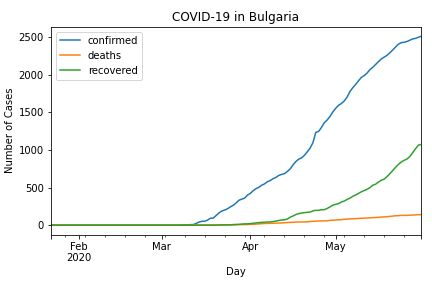 COVID-19 in Bulgaria
confirmed
deaths
recovered
2500
2000
1500
1000
500
0
Number of Cases
Feb
2020
Mar
Apr
May
Day